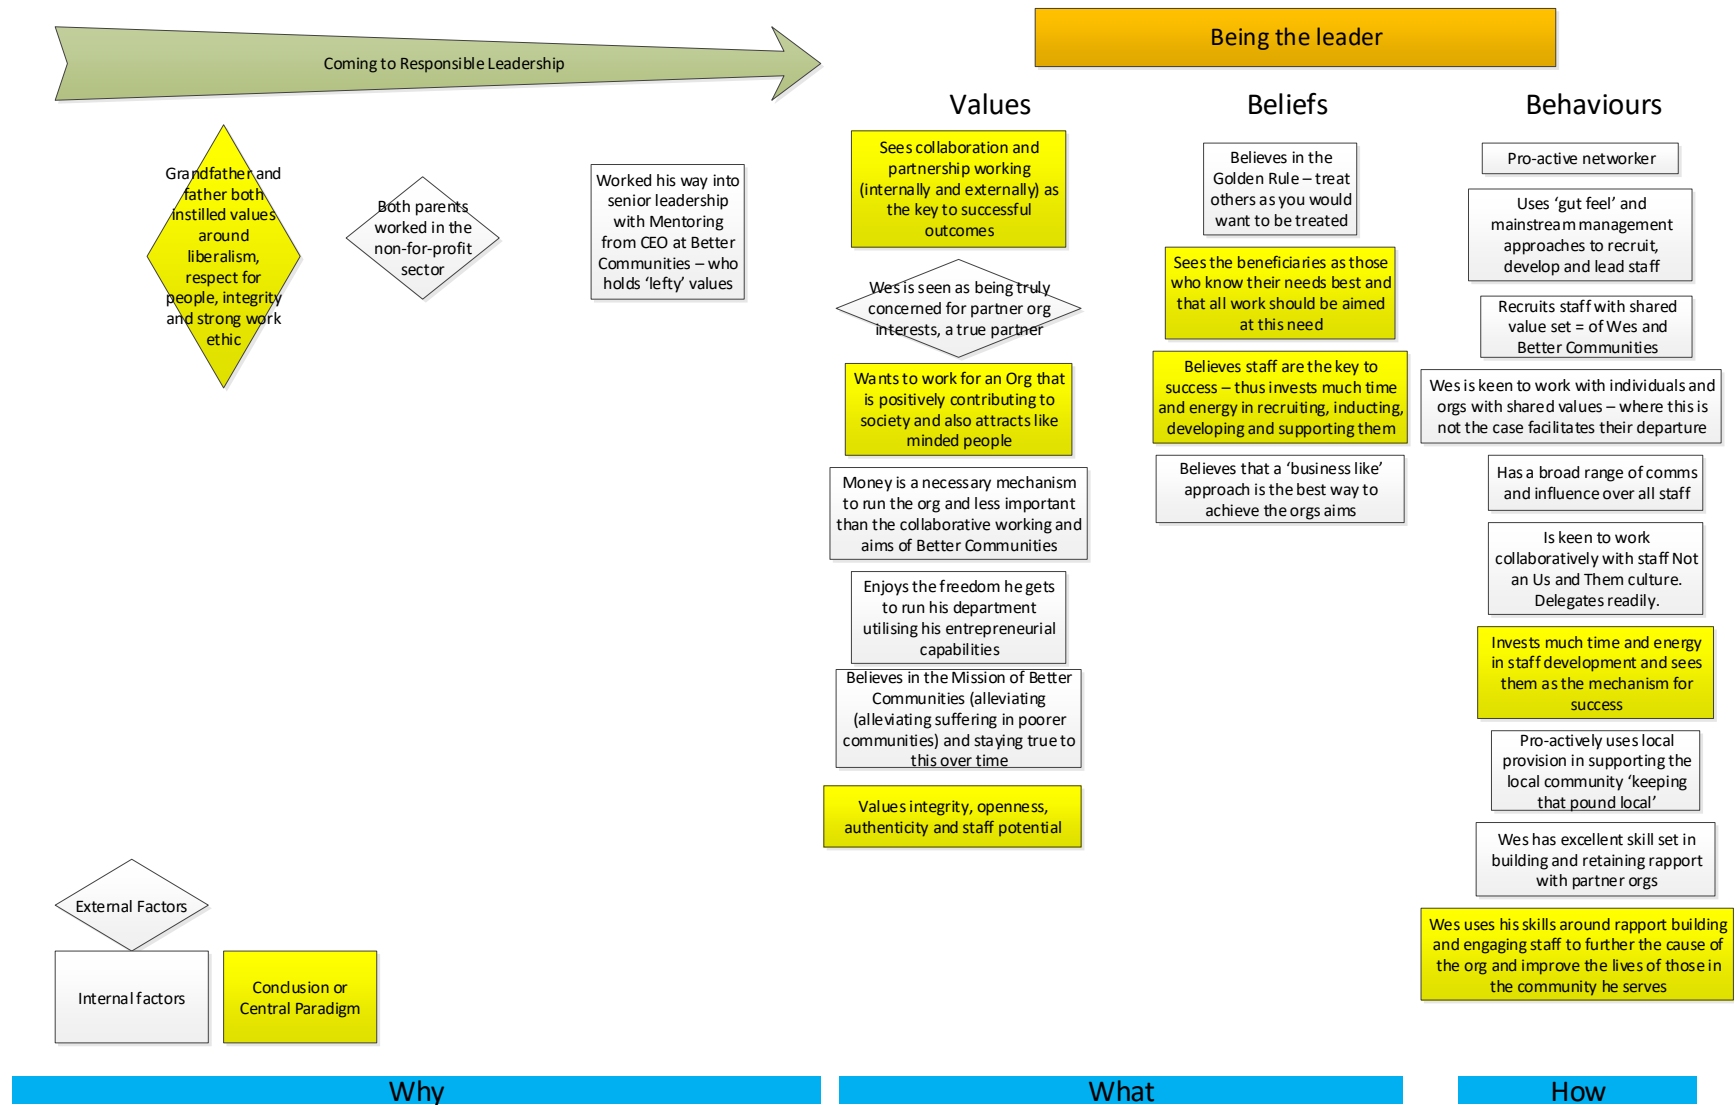 Coming to Responsible Leadership
Being the leader
Values
Beliefs
Behaviours
Grandfather and
father both
instilled values
around
liberalism,
respect for
people, integrity
and strong work
ethic
Both parents
worked in the
non-for-profit
sector
Worked his way into
senior leadership
with Mentoring
from CEO at Better
Communities – who
holds ‘lefty’ values
Sees collaboration and
partnership working
(internally and externally) as
the key to successful
outcomes
Wes is seen as being truly
concerned for partner org
interests, a true partner
Wants to work for an Org that
is positively contributing to
society and also attracts like
minded people
Money is a necessary mechanism
to run the org and less important
than the collaborative working and
aims of Better Communities
Enjoys the freedom he gets
to run his department
utilising his entrepreneurial
capabilities
Believes in the Mission of Better
Communities (alleviating
(alleviating suffering in poorer
communities) and staying true to
this over time
Values integrity, openness,
authenticity and staff potential
Believes in the
Golden Rule – treat
others as you would
want to be treated
Sees the beneficiaries as those
who know their needs best and
that all work should be aimed
at this need
Believes staff are the key to
success – thus invests much time
and energy in recruiting, inducting,
developing and supporting them
Believes that a ‘business like’
approach is the best way to
achieve the orgs aims
Pro-active networker
Uses ‘gut feel’ and
mainstream management
approaches to recruit,
develop and lead staff
Recruits staff with shared
value set = of Wes and
Better Communities
Wes is keen to work with individuals and
orgs with shared values – where this is
not the case facilitates their departure
Has a broad range of comms
and influence over all staff
Is keen to work
collaboratively with staff Not
an Us and Them culture.
Delegates readily.
Invests much time and energy
in staff development and sees
them as the mechanism for
success
Pro-actively uses local
provision in supporting the
local community ‘keeping
that pound local’
Wes has excellent skill set in
building and retaining rapport
with partner orgs
Wes uses his skills around rapport building
and engaging staff to further the cause of
the org and improve the lives of those in
the community he serves
External Factors
Internal factors
Conclusion or
Central Paradigm
Why
What
How